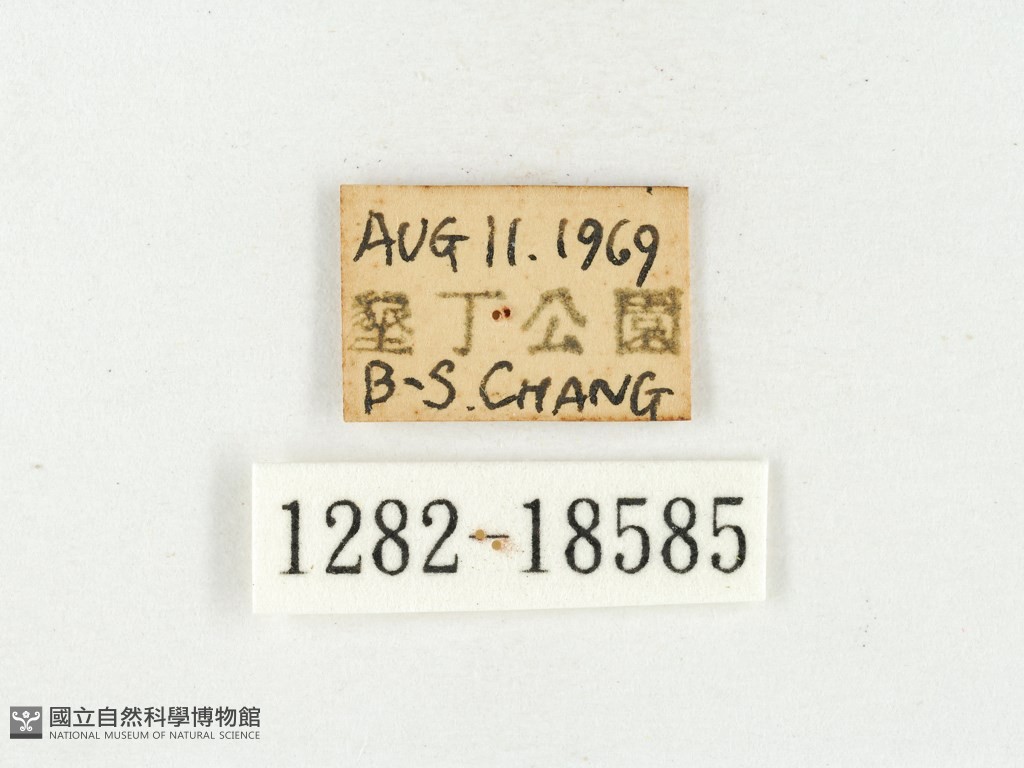 AUG 11. 1969
墾丁公園
B-S. CHANG
1282-18585
國立自然科學博物館
NATIONAL MUSEUM OF NATURAL SCIENCE